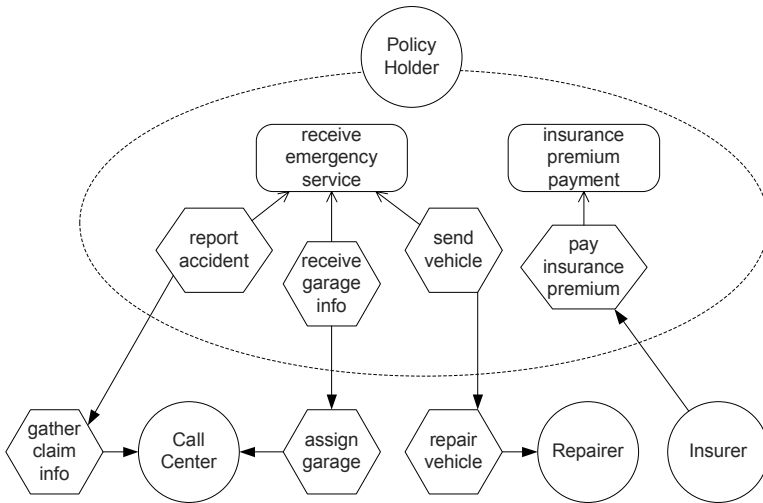 Policy
Holder
receive
emergency
service
insurance
premium
payment
report
accident
receive
garage
info
send
vehicle
pay
insurance
premium
gather
claim
info
Call
Center
assign
garage
repair
vehicle
Repairer
Insurer